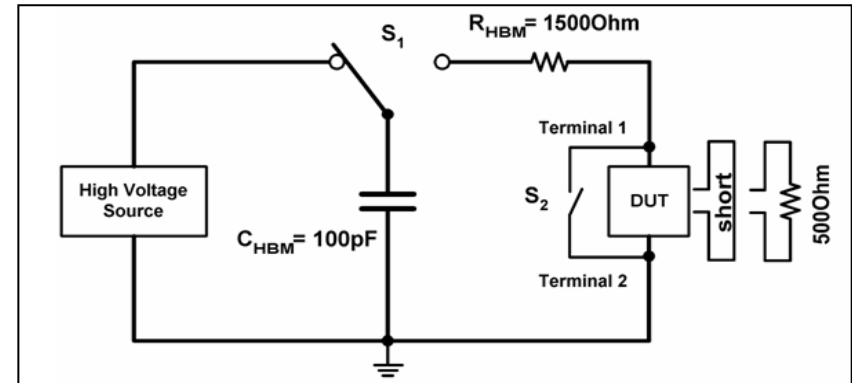 S1
RHBM= 1500Ohm
Terminal 1
High Voltage
Source
S2
DUT
short
500Ohm
CHBM= 100pF
Terminal 2